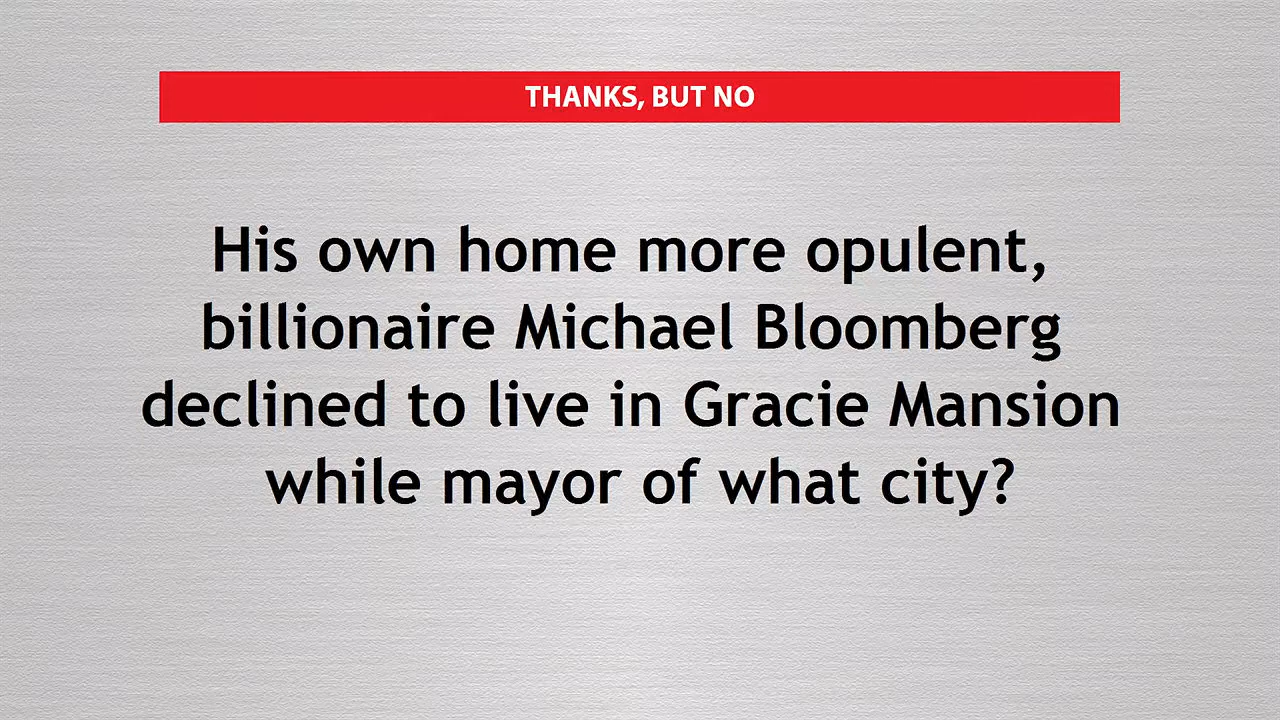 THANKS, BUT NO
His own home more opulent,
billionaire Michael Bloomberg
declined to live in Gracie Mansion
while mayor of what city?